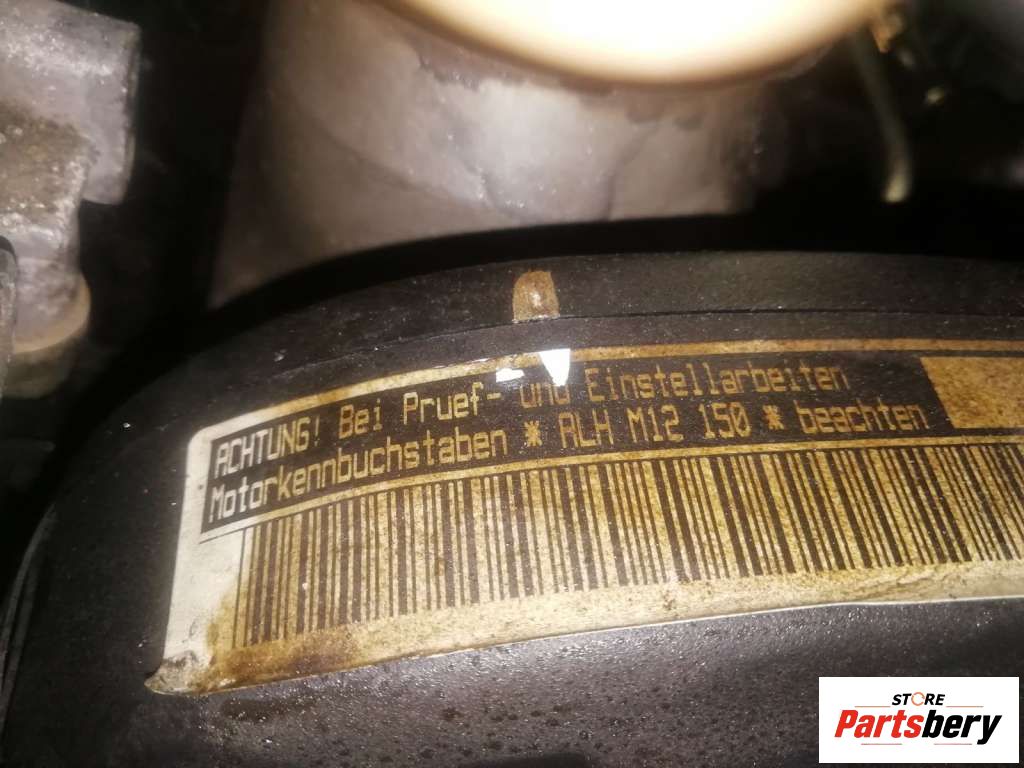 ACHTUNG! Bei Pruef- und Einstellarbeiten
Motorkennbuchstaben * ALH M12 150 * beachten
STORE
Partsbery